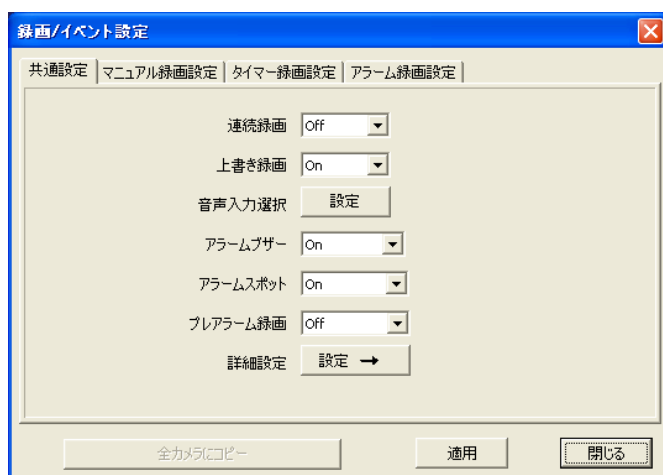 録画/イベント設定
共通設定 マニュアル録画設定 タイマー録画設定 アラーム録画設定
連続録画 Off
上書き録画 On
音声入力選択 設定
アラームブザー On
アラームスポット On
プレアラーム録画 Off
詳細設定 設定 →
全カメラにコピー 適用 閉じる